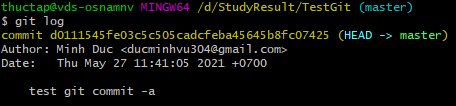 thuctap@vds-osnamnv MINGW64 /d/StudyResult/TestGit (master)
$ git log
commit d0111545fe03c5c505cadcfeba45645b8fc07425 (HEAD -> master)
Author: Minh Duc <ducminhvu304@gmail.com>
Date:   Thu May 27 11:41:05 2021 +0700
    test git commit -a